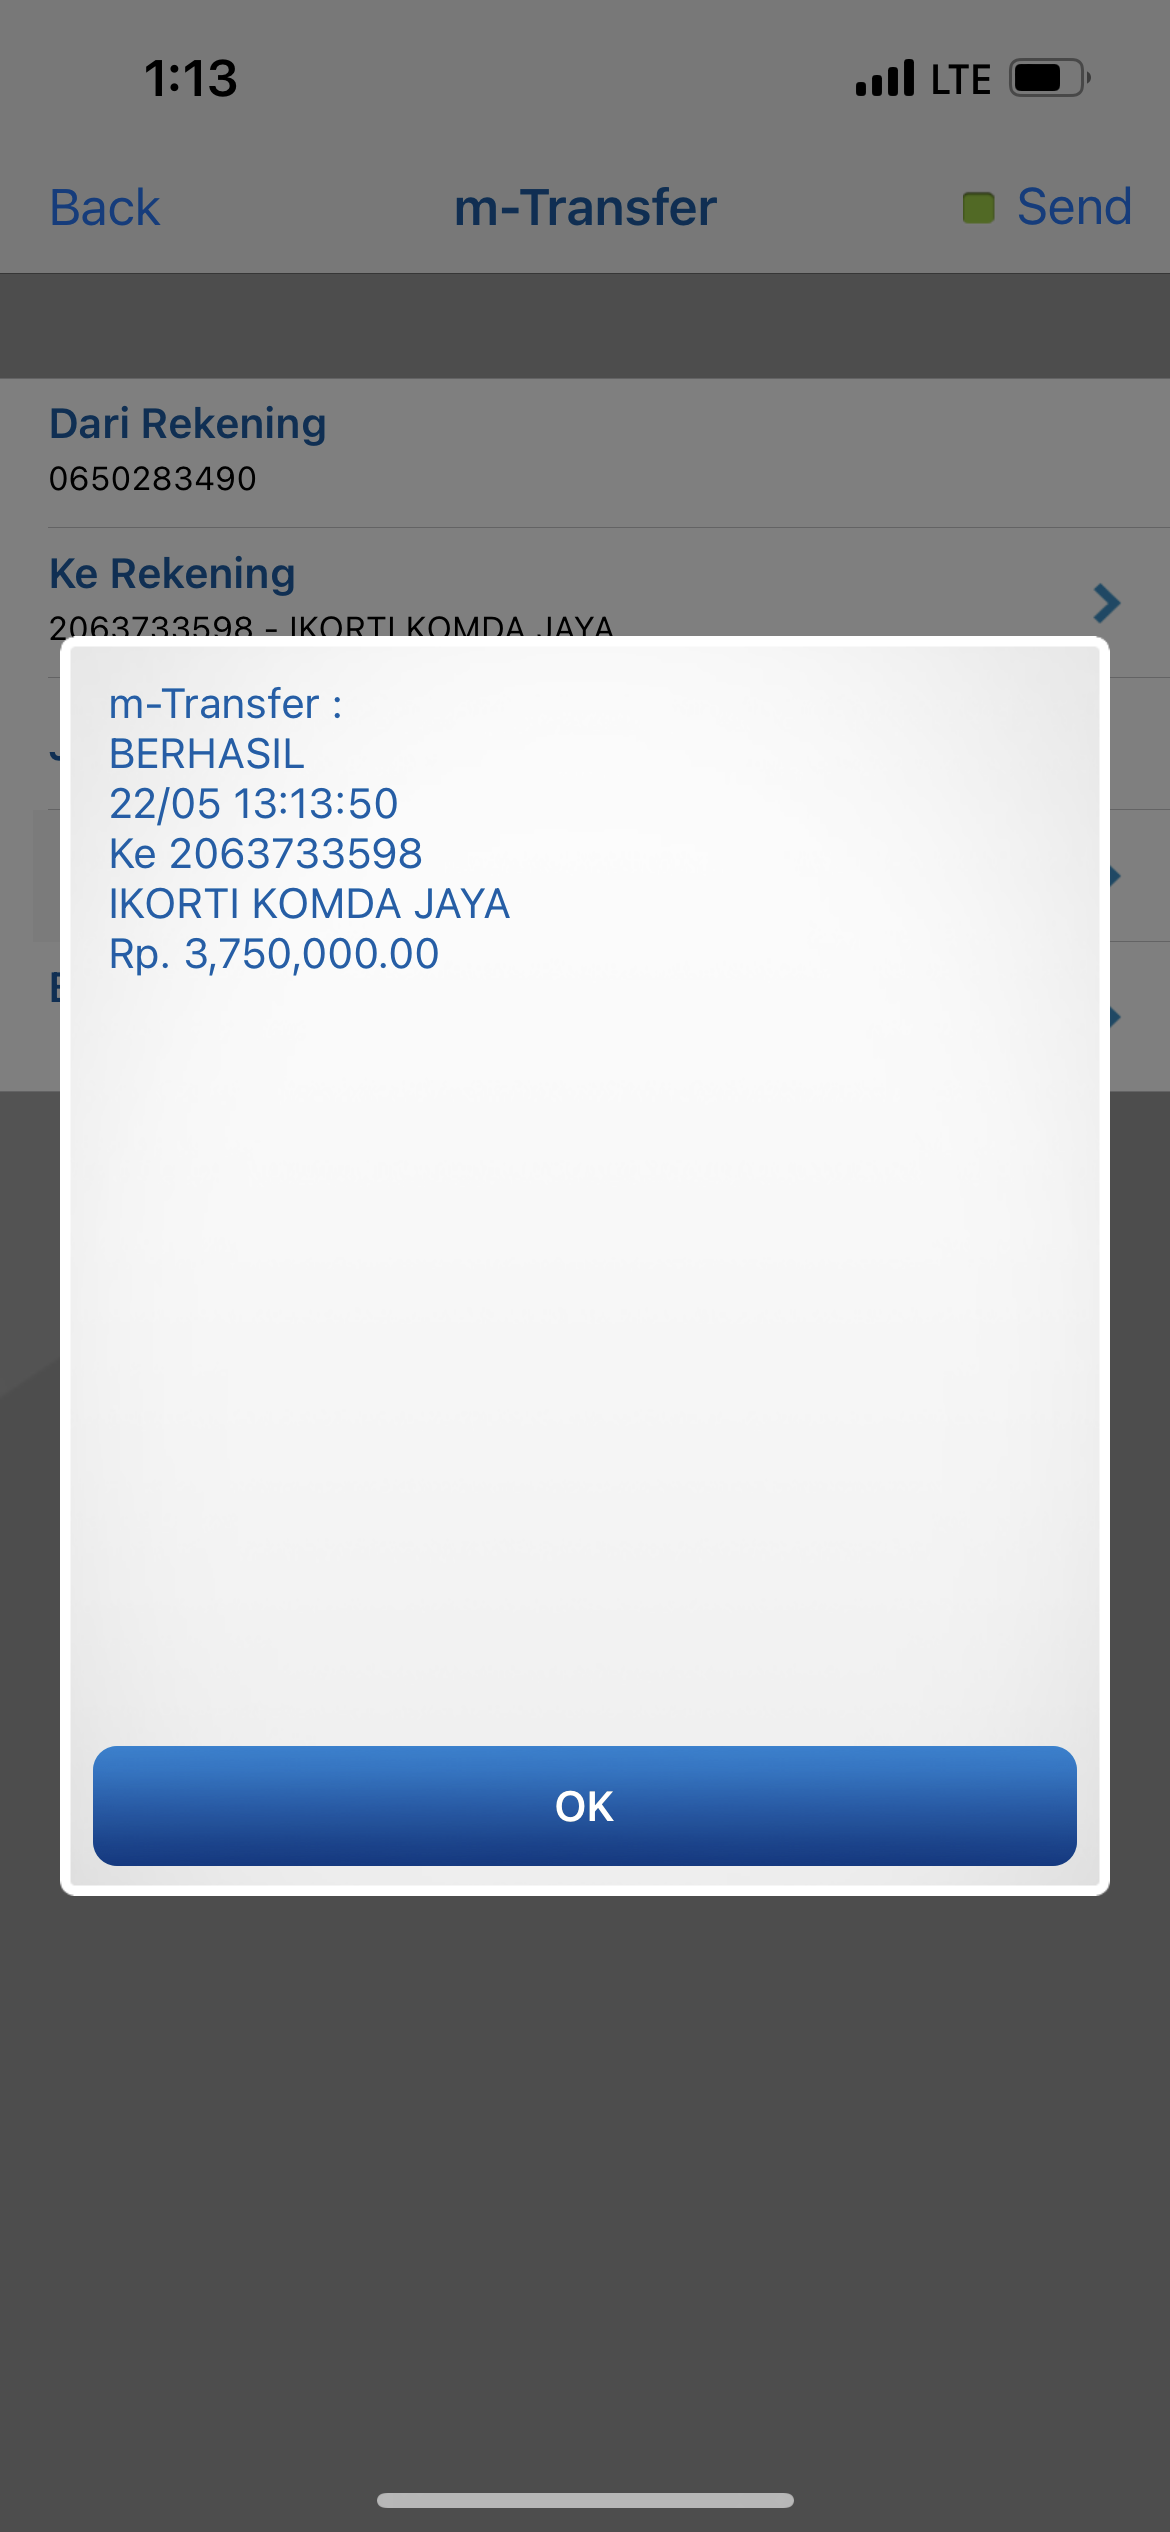 1:13
LTE
Back
m-Transfer
Send
Dari Rekening
0650283490
Ke Rekening
2063733598 - IKORTI KOMDA JAYA
m-Transfer :
BERHASIL
22/05 13:13:50
Ke 2063733598
IKORTI KOMDA JAYA
Rp. 3,750,000.00
OK